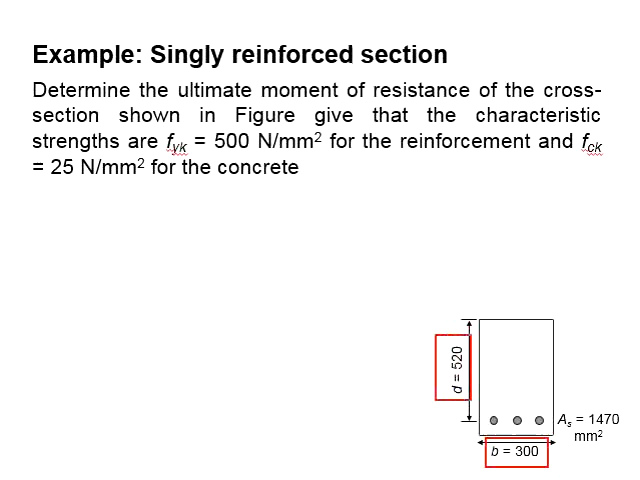 Example: Singly reinforced section
Determine the ultimate moment of resistance of the cross-
section shown in Figure give that the characteristic
strengths are fyk = 500 N/mm² for the reinforcement and fck
= 25 N/mm² for the concrete
d = 520
As = 1470
mm²
b = 300